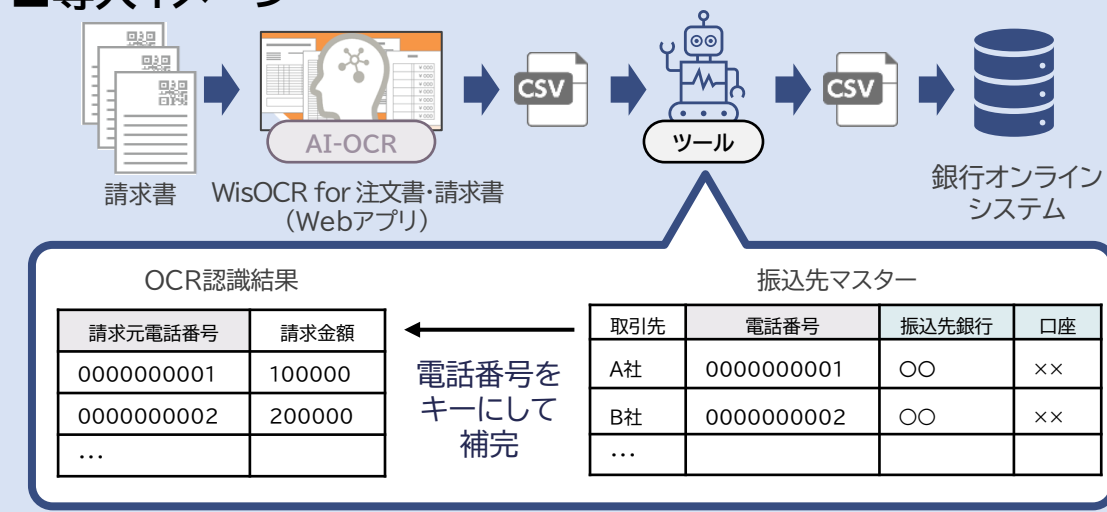 ■導入イメージ
CSV
CSV
AI-OCR
ツール
請求書
WisOCR for 注文書・請求書
（Webアプリ）
銀行オンライン
システム
OCR認識結果
振込先マスター
請求元電話番号 請求金額
0000000001 100000
0000000002 200000
…
電話番号を
キーにして
補完
取引先 電話番号 振込先銀行 口座
A社 0000000001 〇〇 ××
B社 0000000002 〇〇 ××
…